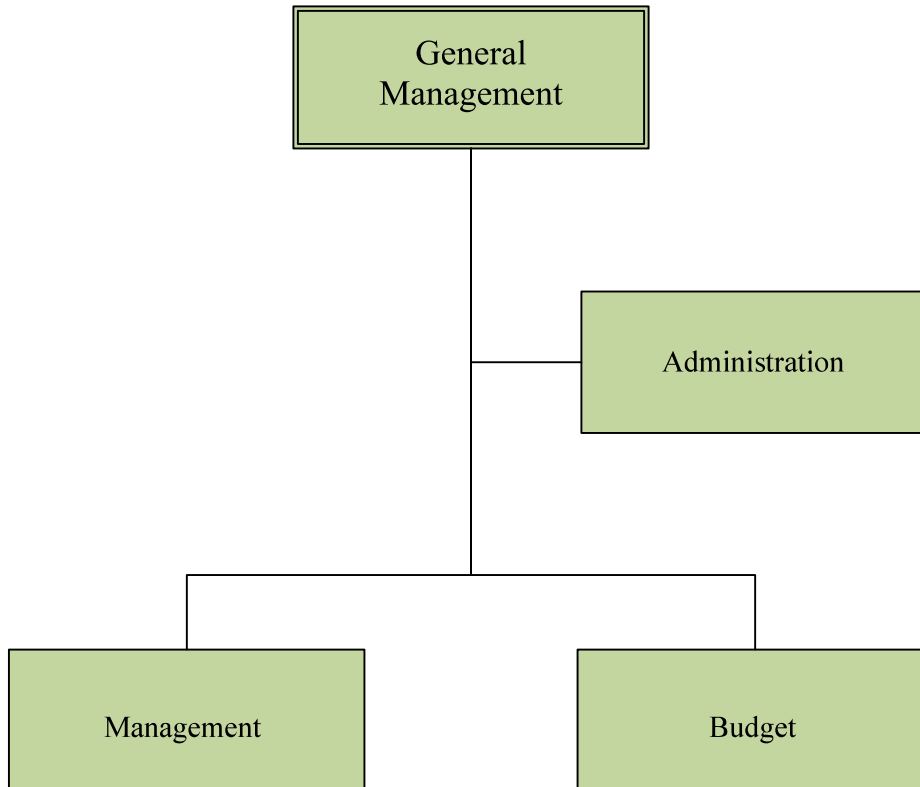 General
Management
Administration
Management
Budget